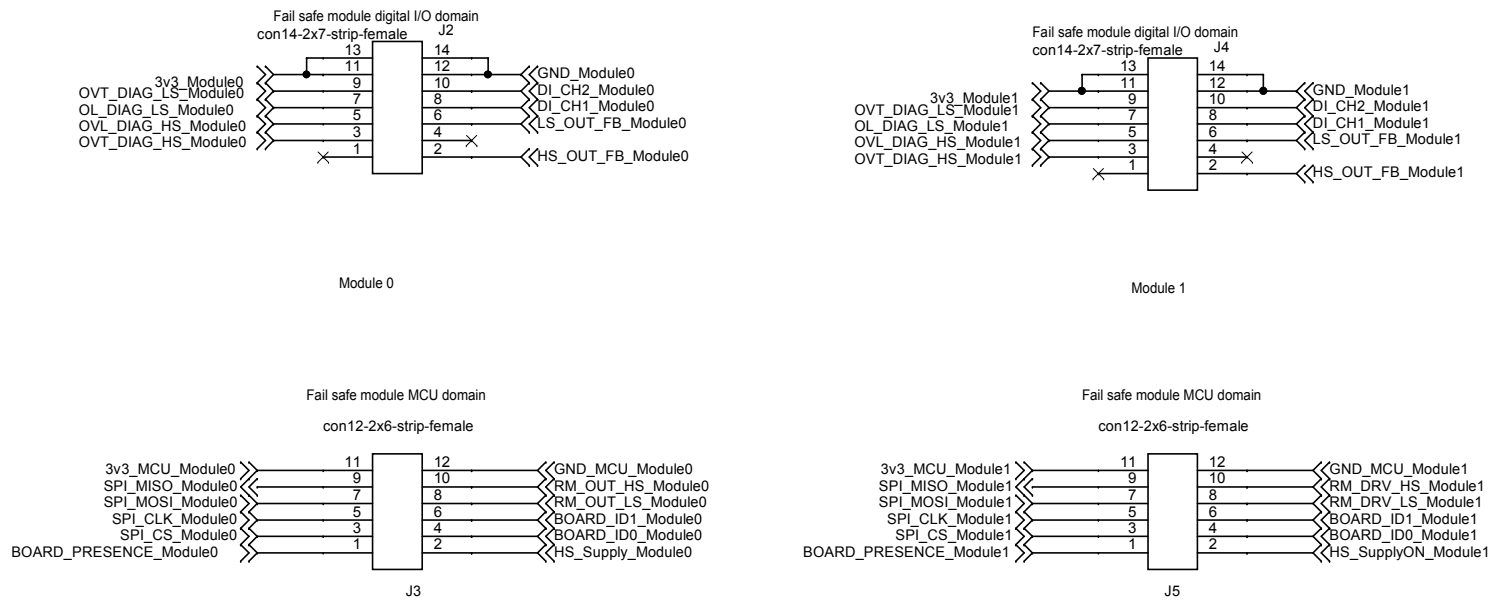 Fail safe module digital I/O domain
con14-2x7-strip-female
J2
13 14
11 12
3v3_Module0 GND_Module0
9 10
OVT_DIAG_LS_Module0 DI_CH2_Module0
7 8
OL_DIAG_LS_Module0 DI_CH1_Module0
5 6
OVL_DIAG_HS_Module0 LS_OUT_FB_Module0
3 4
OVT_DIAG_HS_Module0
1 2
HS_OUT_FB_Module0
Fail safe module digital I/O domain
con14-2x7-strip-female
J4
13 14
11 12
3v3_Module1 GND_Module1
9 10
OVT_DIAG_LS_Module1 DI_CH2_Module1
7 8
OL_DIAG_LS_Module1 DI_CH1_Module1
5 6
OVL_DIAG_HS_Module1 LS_OUT_FB_Module1
3 4
OVT_DIAG_HS_Module1
1 2
HS_OUT_FB_Module1
Module 0
Module 1
Fail safe module MCU domain
con12-2x6-strip-female
3v3_MCU_Module0 11 12 GND_MCU_Module0
SPI_MISO_Module0 9 10 RM_OUT_HS_Module0
SPI_MOSI_Module0 7 8 RM_OUT_LS_Module0
SPI_CLK_Module0 5 6 BOARD_ID1_Module0
SPI_CS_Module0 3 4 BOARD_ID0_Module0
BOARD_PRESENCE_Module0 1 2 HS_Supply_Module0
J3
Fail safe module MCU domain
con12-2x6-strip-female
3v3_MCU_Module1 11 12 GND_MCU_Module1
SPI_MISO_Module1 9 10 RM_DRV_HS_Module1
SPI_MOSI_Module1 7 8 RM_DRV_LS_Module1
SPI_CLK_Module1 5 6 BOARD_ID1_Module1
SPI_CS_Module1 3 4 BOARD_ID0_Module1
BOARD_PRESENCE_Module1 1 2 HS_SupplyON_Module1
J5